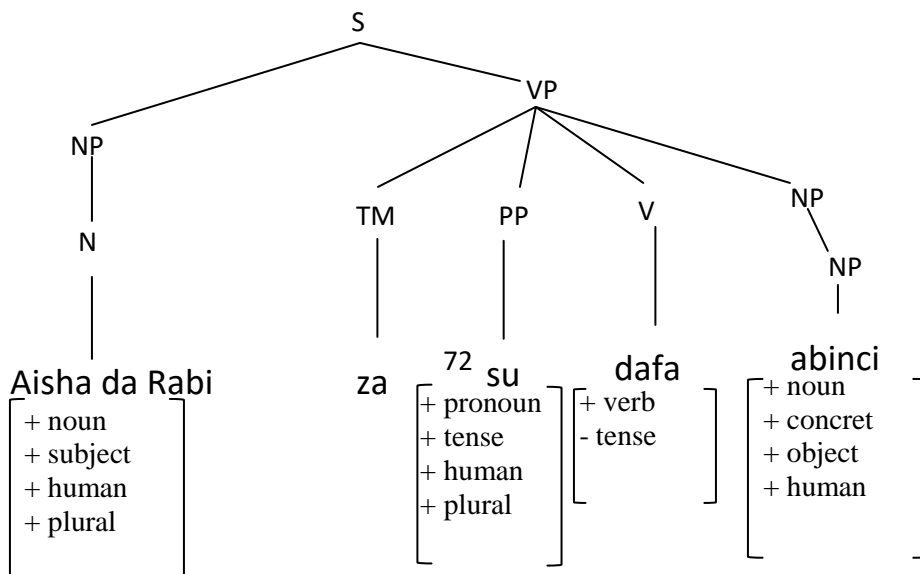 S
VP
NP
NP
TM PP V
N
NP
Aisha da Rabi za 72 su dafa abinci
+ noun
+ subject
+ human
+ plural
+ pronoun
+ tense
+ human
+ plural
+ verb
- tense
+ noun
+ concret
+ object
+ human